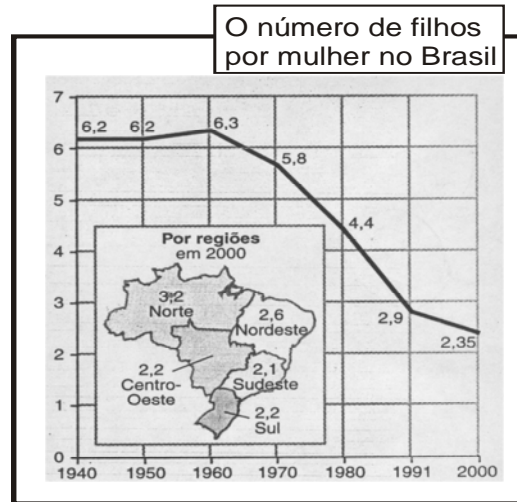 O número de filhos
por mulher no Brasil
7
6
5
4
3
2
1
0
6,2
6,2
6,3
5,8
4,4
2,9
2,35
Por regiões
em 2000
3,2
Norte
2,6
Nordeste
2,2
Centro-
Oeste
2,1
Sudeste
2,2
Sul
1940 1950 1960 1970 1980 1991 2000